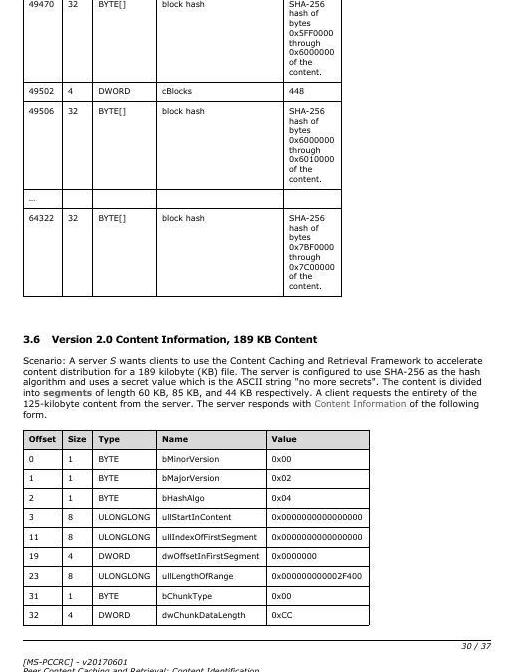 49470 32 BYTE[] block hash SHA-256
hash of
bytes
0x5FF0000
through
0x6000000
of the
content.
49502 4 DWORD cBlocks 448
49506 32 BYTE[] block hash SHA-256
hash of
bytes
0x6000000
through
0x6010000
of the
content.
...
64322 32 BYTE[] block hash SHA-256
hash of
bytes
0x7BF0000
through
0x7C00000
of the
content.
3.6 Version 2.0 Content Information, 189 KB Content
Scenario: A server S wants clients to use the Content Caching and Retrieval Framework to accelerate
content distribution for a 189 kilobyte (KB) file. The server is configured to use SHA-256 as the hash
algorithm and uses a secret value which is the ASCII string "no more secrets". The content is divided
into segments of length 60 KB, 85 KB, and 44 KB respectively. A client requests the entirety of the
125-kilobyte content from the server. The server responds with Content Information of the following
form.
Offset Size Type Name Value
0 1 BYTE bMinorVersion 0x00
1 1 BYTE bMajorVersion 0x02
2 1 BYTE bHashAlgo 0x04
3 8 ULONGLONG ullStartInContent 0x0000000000000000
11 8 ULONGLONG ullIndexOfFirstSegment 0x0000000000000000
19 4 DWORD dwOffsetInFirstSegment 0x0000000
23 8 ULONGLONG ullLengthOfRange 0x000000000002F400
31 1 BYTE bChunkType 0x00
32 4 DWORD dwChunkDataLength 0xCC
30 / 37
[MS-PCCRC] - v20170601
Peer Content Caching and Retrieval: Content Identification